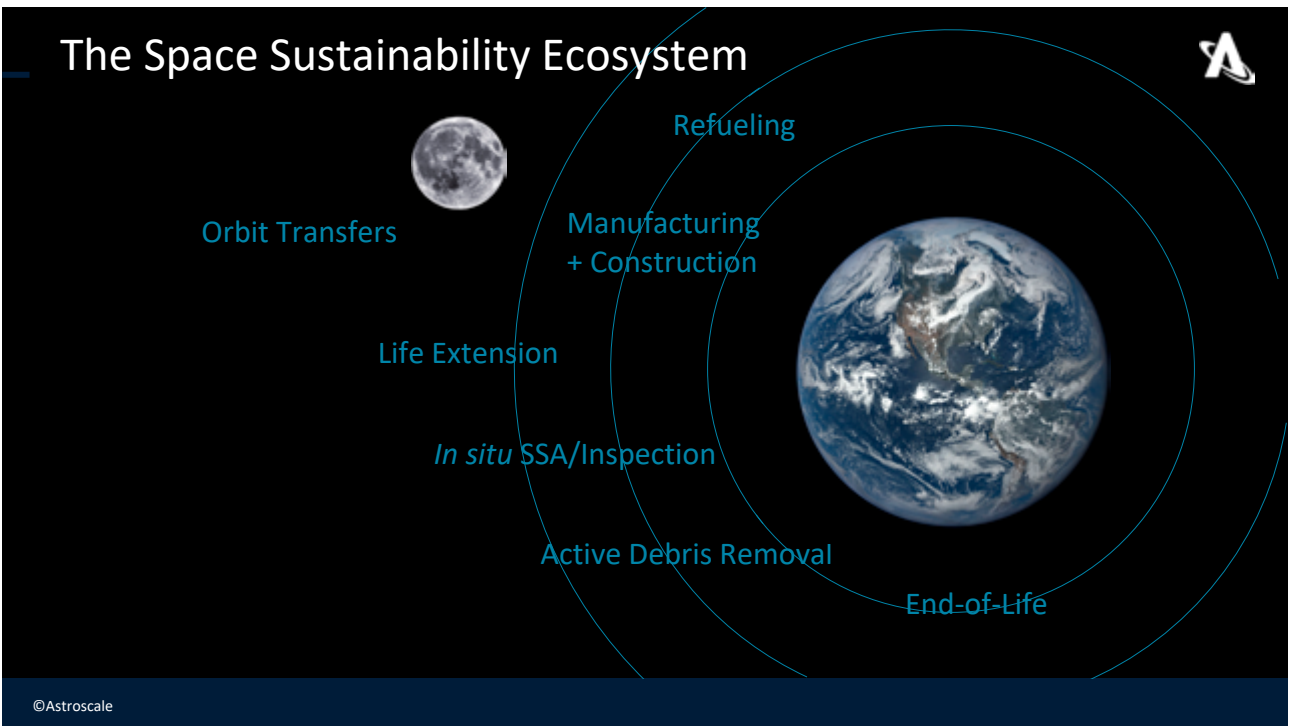 The Space Sustainability Ecosystem
Refueling
Orbit Transfers
Manufacturing
+ Construction
Life Extension
In situ SSA/Inspection
Active Debris Removal
End-of-Life
©Astroscale